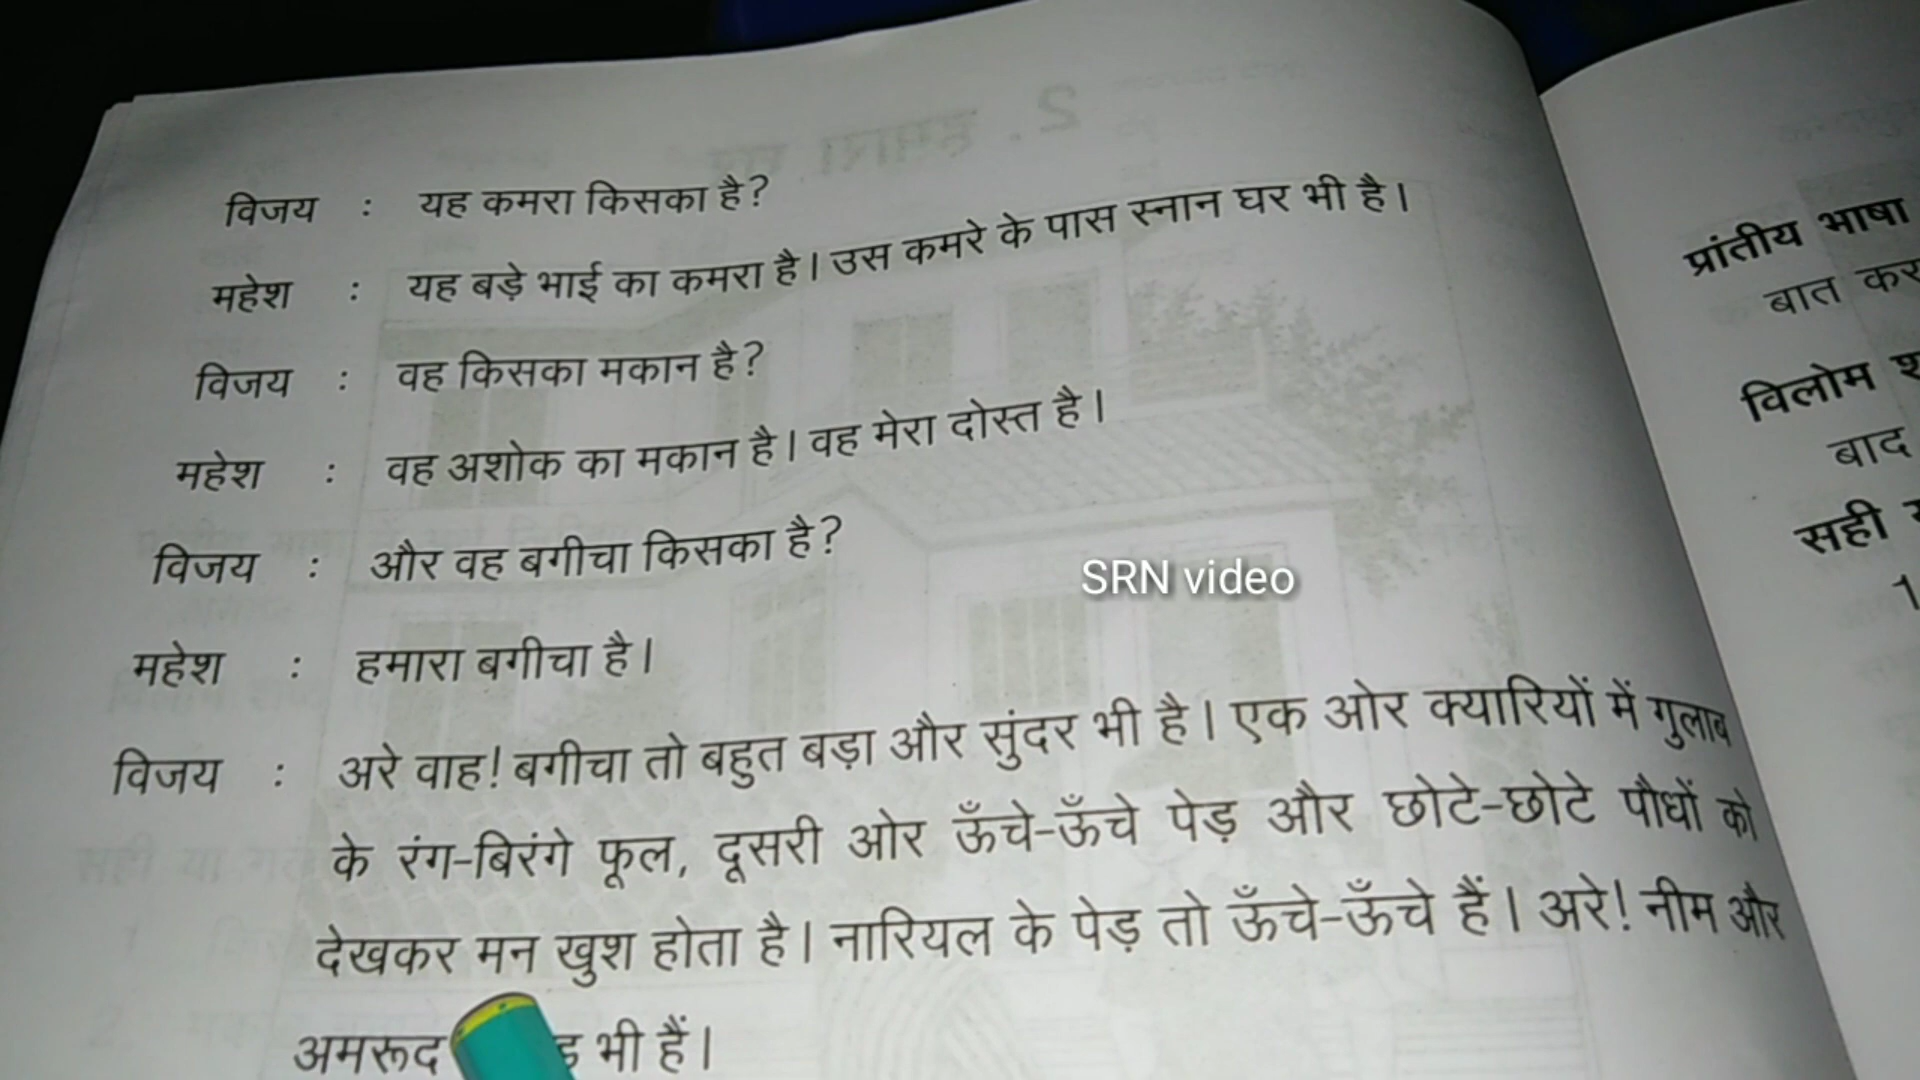 विजय : यह कमरा किसका है?
महेश : यह बड़े भाई का कमरा है। उस कमरे के पास स्नान घर भी है।
विजय : वह किसका मकान है?
महेश : वह अशोक का मकान है। वह मेरा दोस्त है।
विजय : और वह बगीचा किसका है?
महेश : हमारा बगीचा है।
विजय : अरे वाह! बगीचा तो बहुत बड़ा और सुंदर भी है। एक ओर क्यारियों में गुलाब
के रंग-बिरंगे फूल, दूसरी ओर ऊँचे-ऊँचे पेड़ और छोटे-छोटे पौधों को
देखकर मन खुश होता है। नारियल के पेड़ तो ऊँचे-ऊँचे हैं। अरे! नीम और
अमरूद भी हैं।
SRN video
प्रांतीय भाषा
बात
विलोम
बाद
सही
1